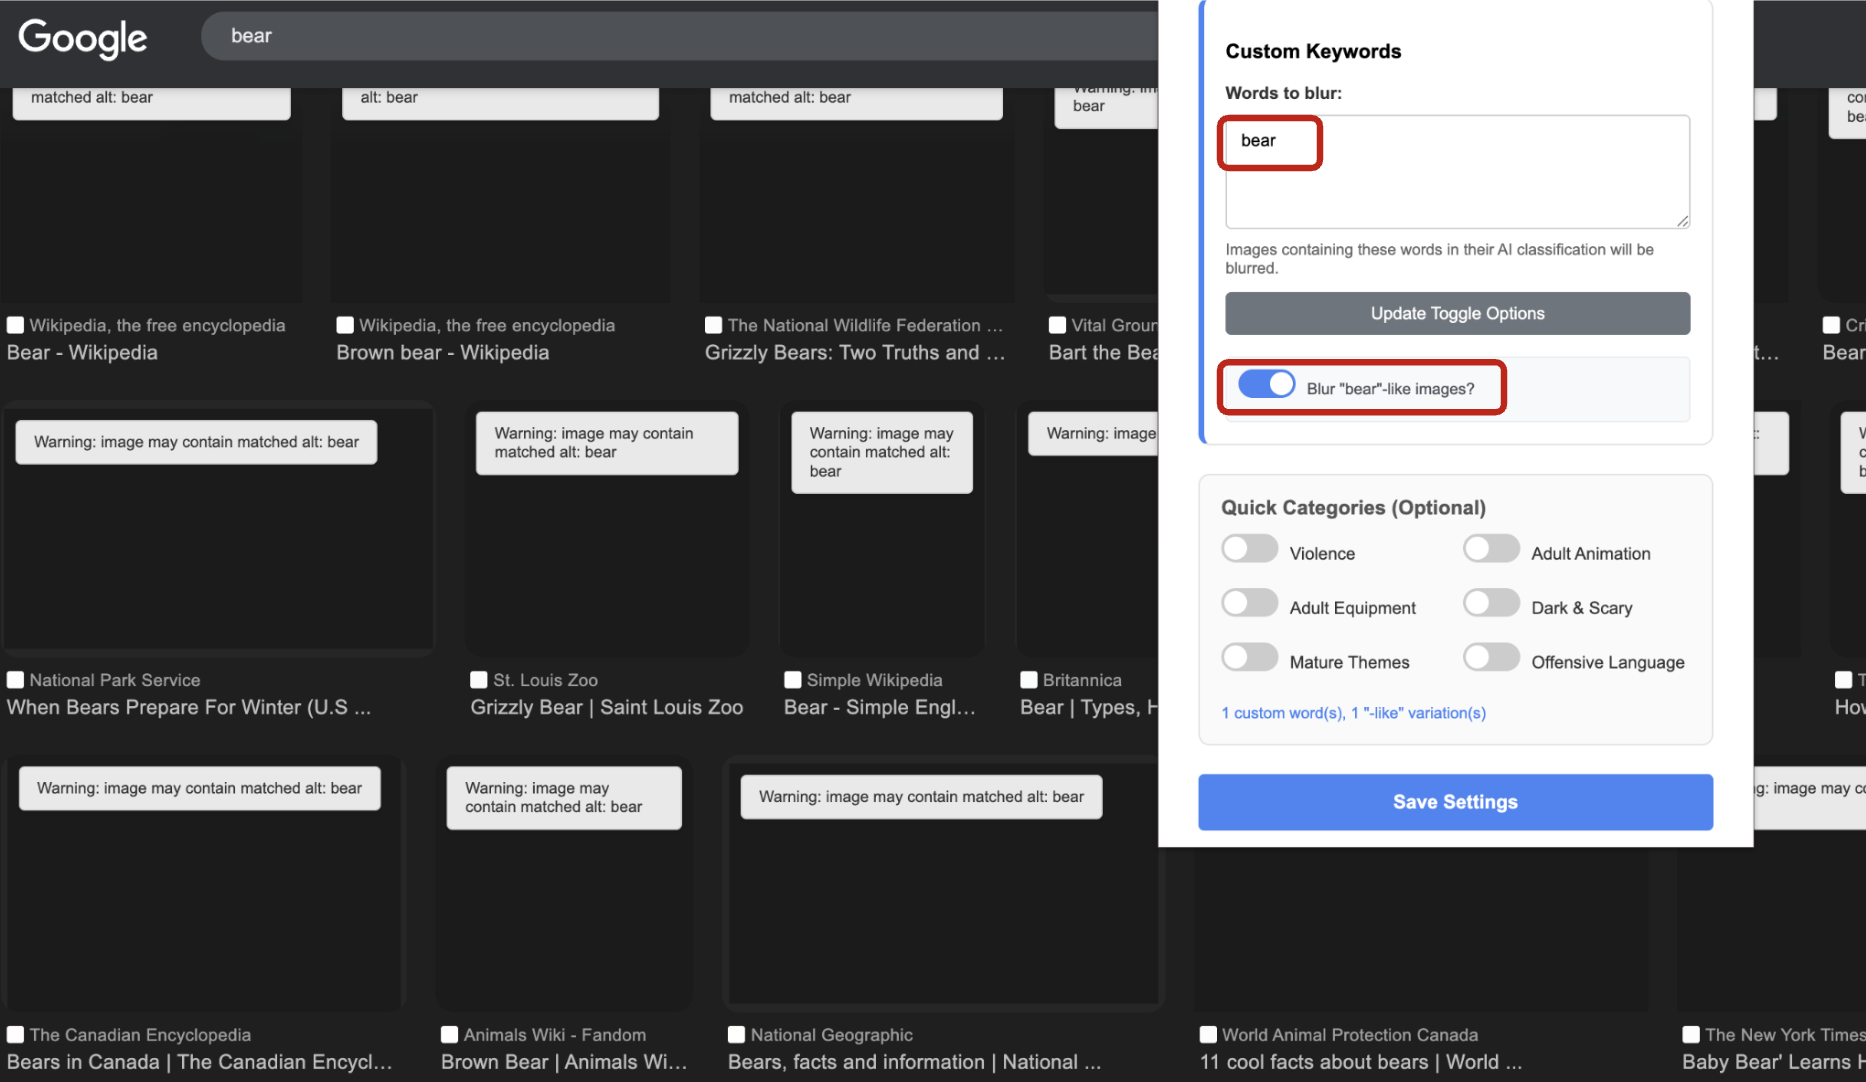 Google
bear
matched alt: bear
alt: bear
matched alt: bear
bear
Wikipedia, the free encyclopedia
Bear - Wikipedia
Wikipedia, the free encyclopedia
Brown bear - Wikipedia
The National Wildlife Federation ...
Grizzly Bears: Two Truths and ...
Vital Groun
Bart the Bea
t...
Bear
Warning: image may contain matched alt: bear
Warning: image may contain
matched alt: bear
Warning: image may
contain matched alt:
bear
Warning: image
National Park Service
When Bears Prepare For Winter (U.S ...
St. Louis Zoo
Grizzly Bear | Saint Louis Zoo
Simple Wikipedia
Bear - Simple Engl...
Britannica
Bear | Types, H
How
Warning: image may contain matched alt: bear
Warning: image may
contain matched alt: bear
Warning: image may contain matched alt: bear
g: image may co
The Canadian Encyclopedia
Bears in Canada | The Canadian Encycl...
Animals Wiki - Fandom
Brown Bear | Animals Wi...
National Geographic
Bears, facts and information | National ...
World Animal Protection Canada
11 cool facts about bears | World ...
The New York Times
Baby Bear' Learns H
Custom Keywords
Words to blur:
bear
Images containing these words in their AI classification will be
blurred.
Update Toggle Options
Blur "bear"-like images?
Quick Categories (Optional)
Violence
Adult Animation
Adult Equipment
Dark & Scary
Mature Themes
Offensive Language
1 custom word(s), 1 "-like" variation(s)
Save Settings